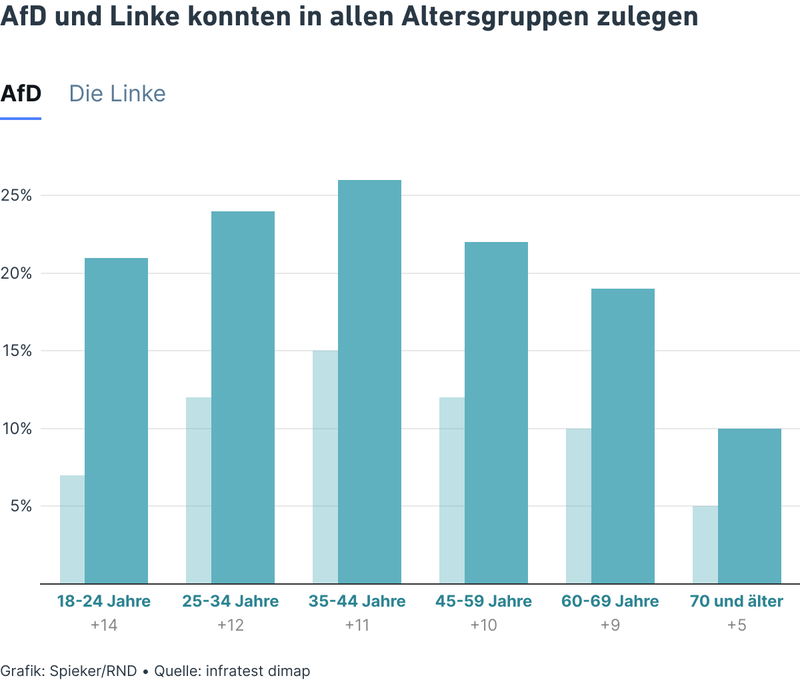 AfD und Linke konnten in allen Altersgruppen zulegen
AfD Die Linke
25%
20%
15%
10%
5%
18-24 Jahre 25-34 Jahre 35-44 Jahre 45-59 Jahre 60-69 Jahre 70 und älter
+14 +12 +11 +10 +9 +5
Grafik: Spieker/RND • Quelle: infratest dimap